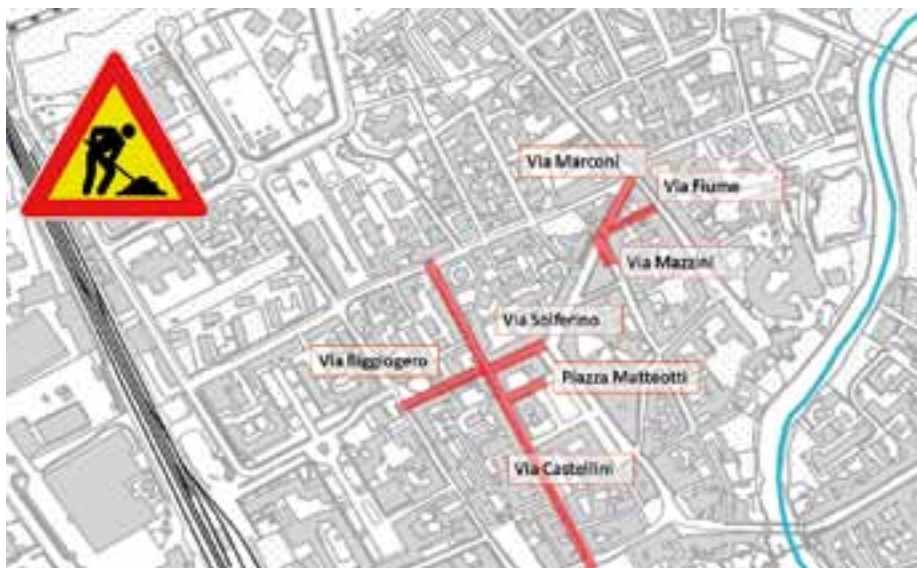 Via Marconi
Via Fiume
Via Mazzini
Via Solferino
Via Biggiogero
Piazza Matteotti
Via Castellini